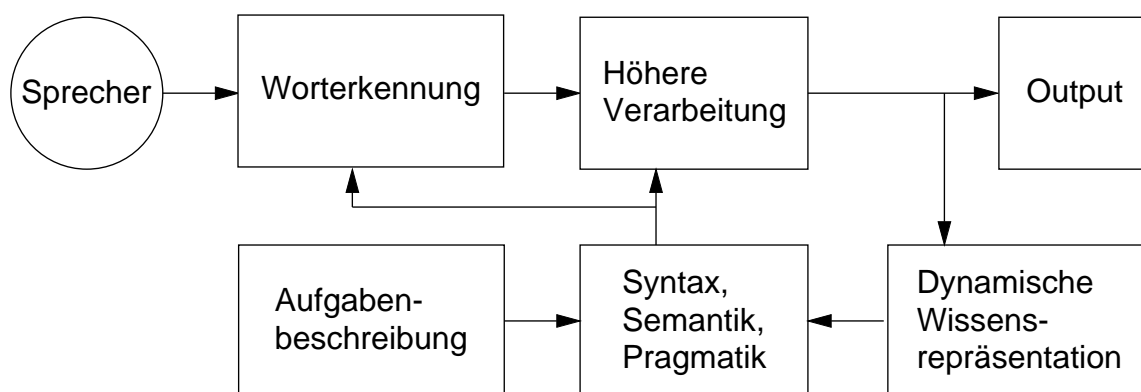 Sprecher
Worterkennung
Höhere
Verarbeitung
Output
Aufgaben-
beschreibung
Syntax,
Semantik,
Pragmatik
Dynamische
Wissens-
repräsentation